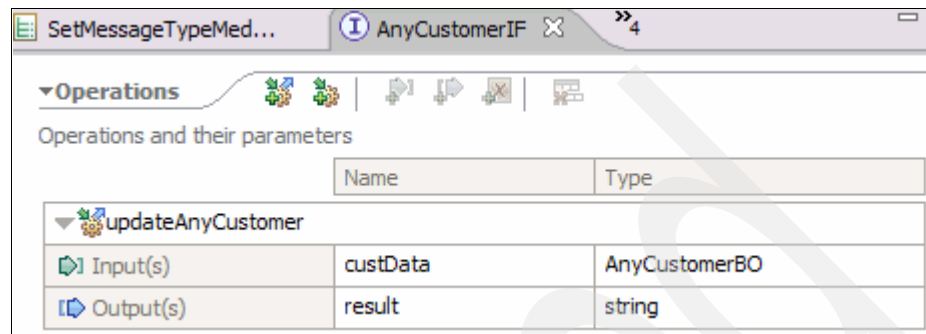 SetMessageTypeMed... AnyCustomerIF »4
Operations
Operations and their parameters
Name Type
updateAnyCustomer
Input(s) custData AnyCustomerBO
Output(s) result string